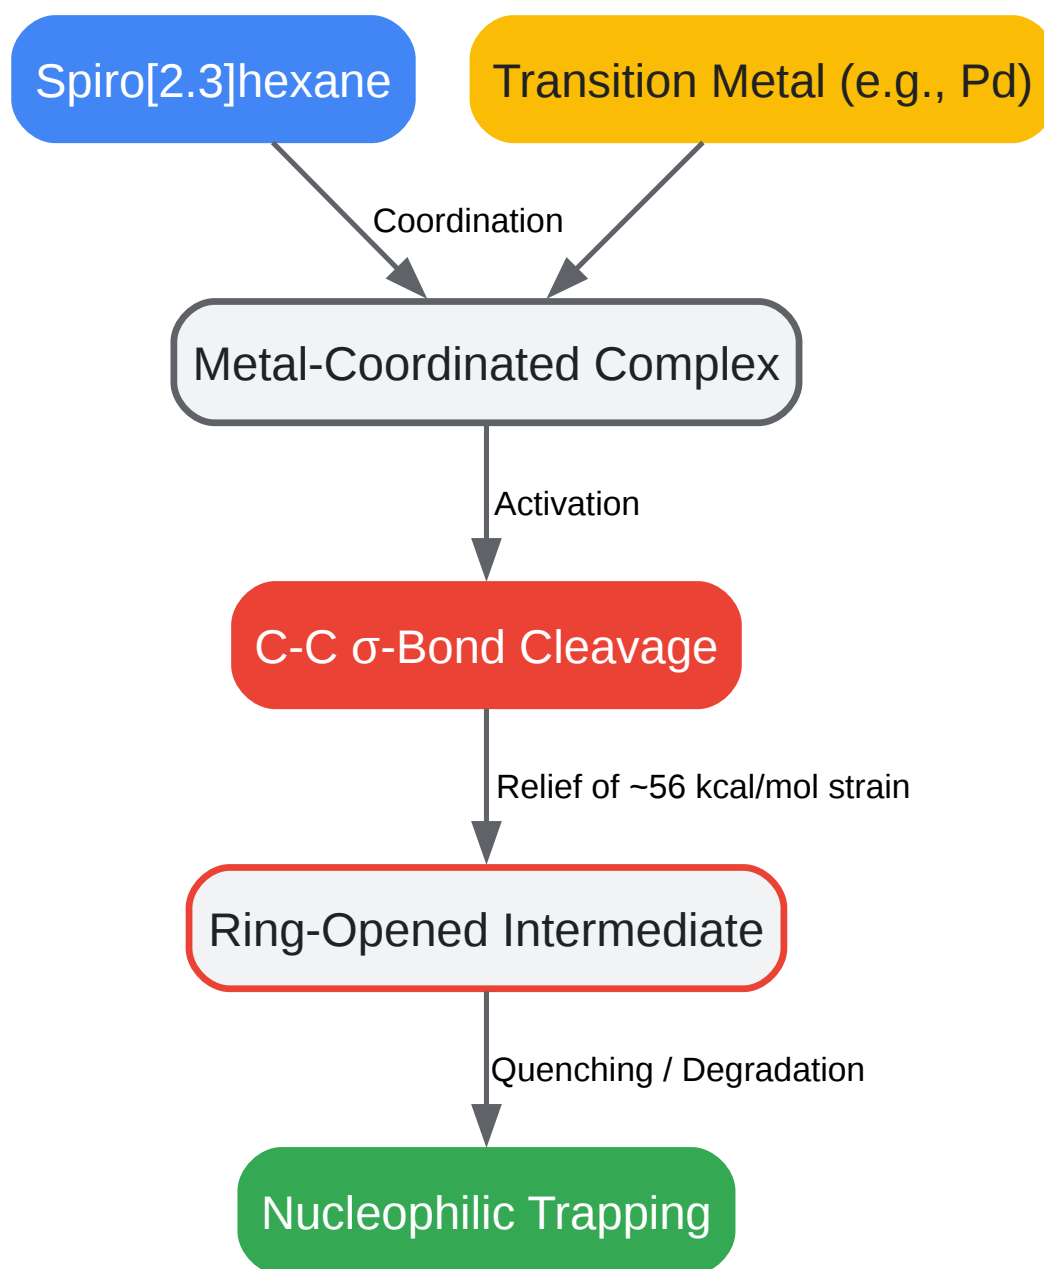 Spiro[2.3]hexane
Transition Metal (e.g., Pd)
Coordination
Metal-Coordinated Complex
Activation
C-C σ-Bond Cleavage
Relief of ~56 kcal/mol strain
Ring-Opened Intermediate
Quenching / Degradation
Nucleophilic Trapping